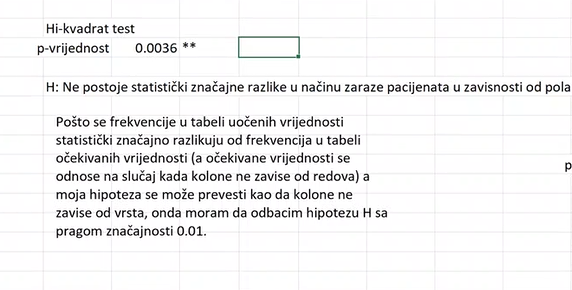 Hi-kvadrat test
p-vrijednost 0.0036 **
H: Ne postoje statistički značajne razlike u načinu zaraze pacijenata u zavisnosti od pola
Pošto se frekvencije u tabeli uočenih vrijednosti
statistički značajno razlikuju od frekvencija u tabeli
očekivanih vrijednosti (a očekivane vrijednosti se
odnose na slučaj kada kolone ne zavise od redova) a
moja hipoteza se može prevesti kao da kolone ne
zavise od vrsta, onda moram da odbacim hipotezu H sa
pragom značajnosti 0.01.
p